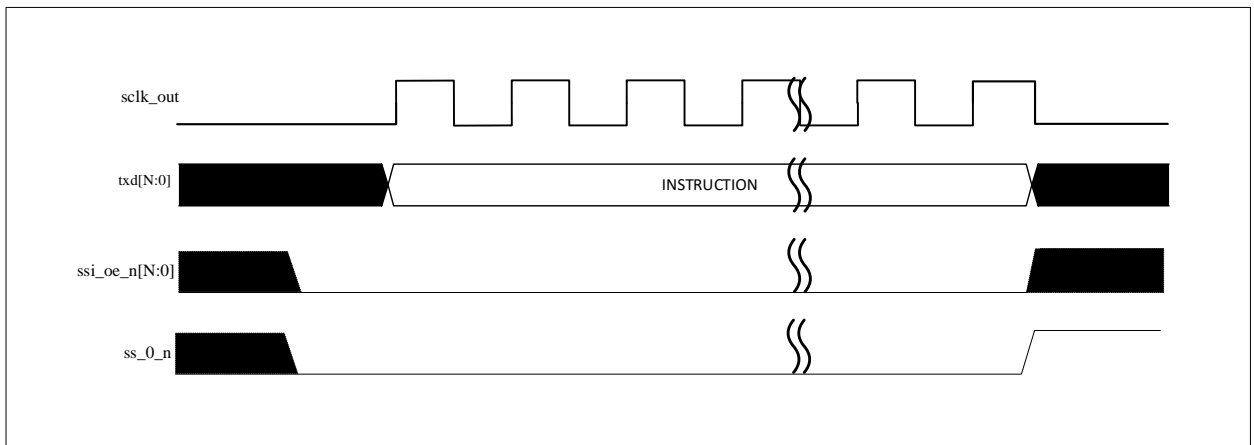 sclk_out
txd[N:0]
INSTRUCTION
ssi_oe_n[N:0]
ss_0_n